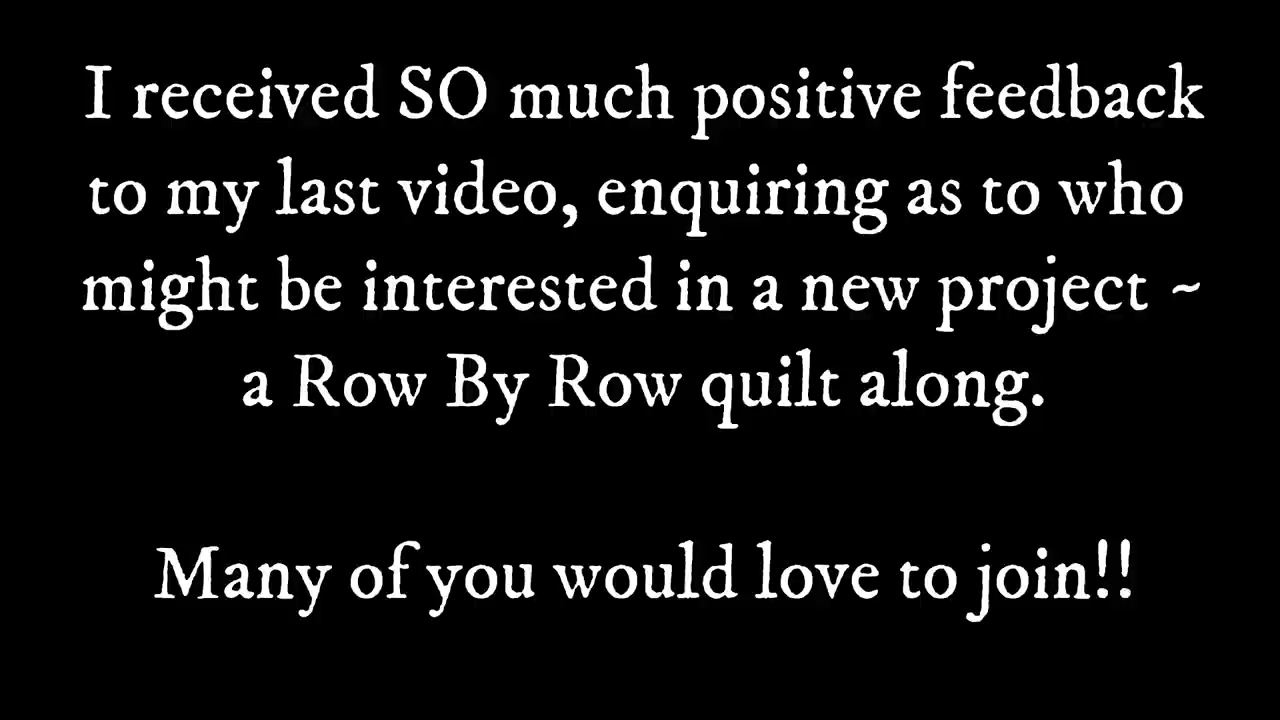 I received SO much positive feedback
to my last video, enquiring as to who
might be interested in a new project ~
a Row By Row quilt along.
Many of you would love to join!!